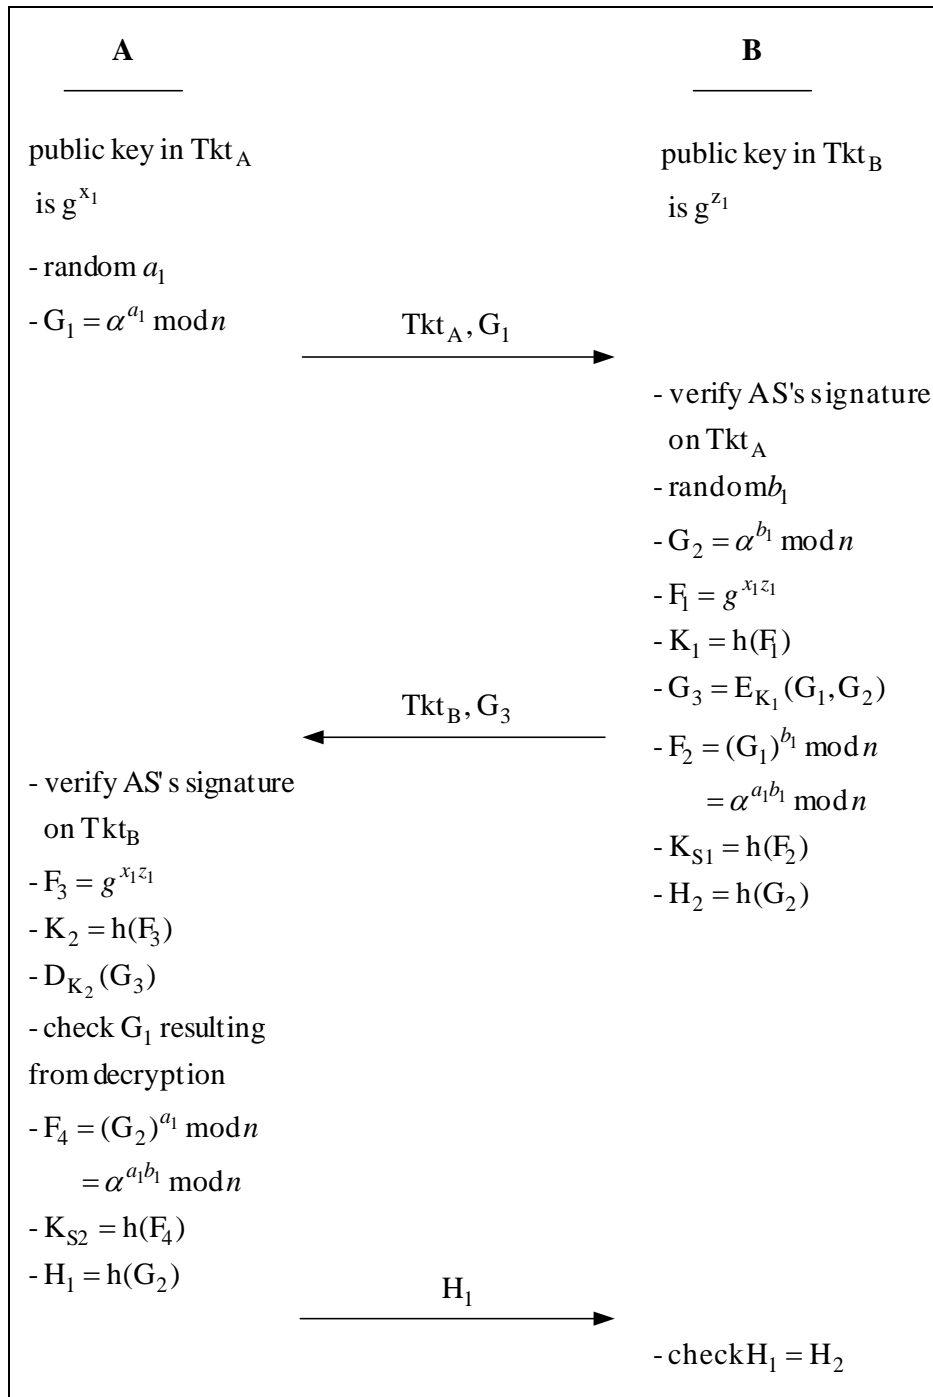 A
B
public key in Tkt_A
is g^{x_1}
public key in Tkt_B
is g^{z_1}
- random a_1
- G_1 = α^{a_1} mod n
Tkt_A, G_1
- verify AS's signature
on Tkt_A
- random b_1
- G_2 = α^{b_1} mod n
- F_1 = g^{x_1 z_1}
- K_1 = h(F_1)
- G_3 = E_{K_1}(G_1, G_2)
Tkt_B, G_3
- F_2 = (G_1)^{b_1} mod n
= α^{a_1 b_1} mod n
- K_{S1} = h(F_2)
- H_2 = h(G_2)
- verify AS's signature
on Tkt_B
- F_3 = g^{x_1 z_1}
- K_2 = h(F_3)
- D_{K_2}(G_3)
- check G_1 resulting
from decryption
- F_4 = (G_2)^{a_1} mod n
= α^{a_1 b_1} mod n
- K_{S2} = h(F_4)
- H_1 = h(G_2)
H_1
- check H_1 = H_2